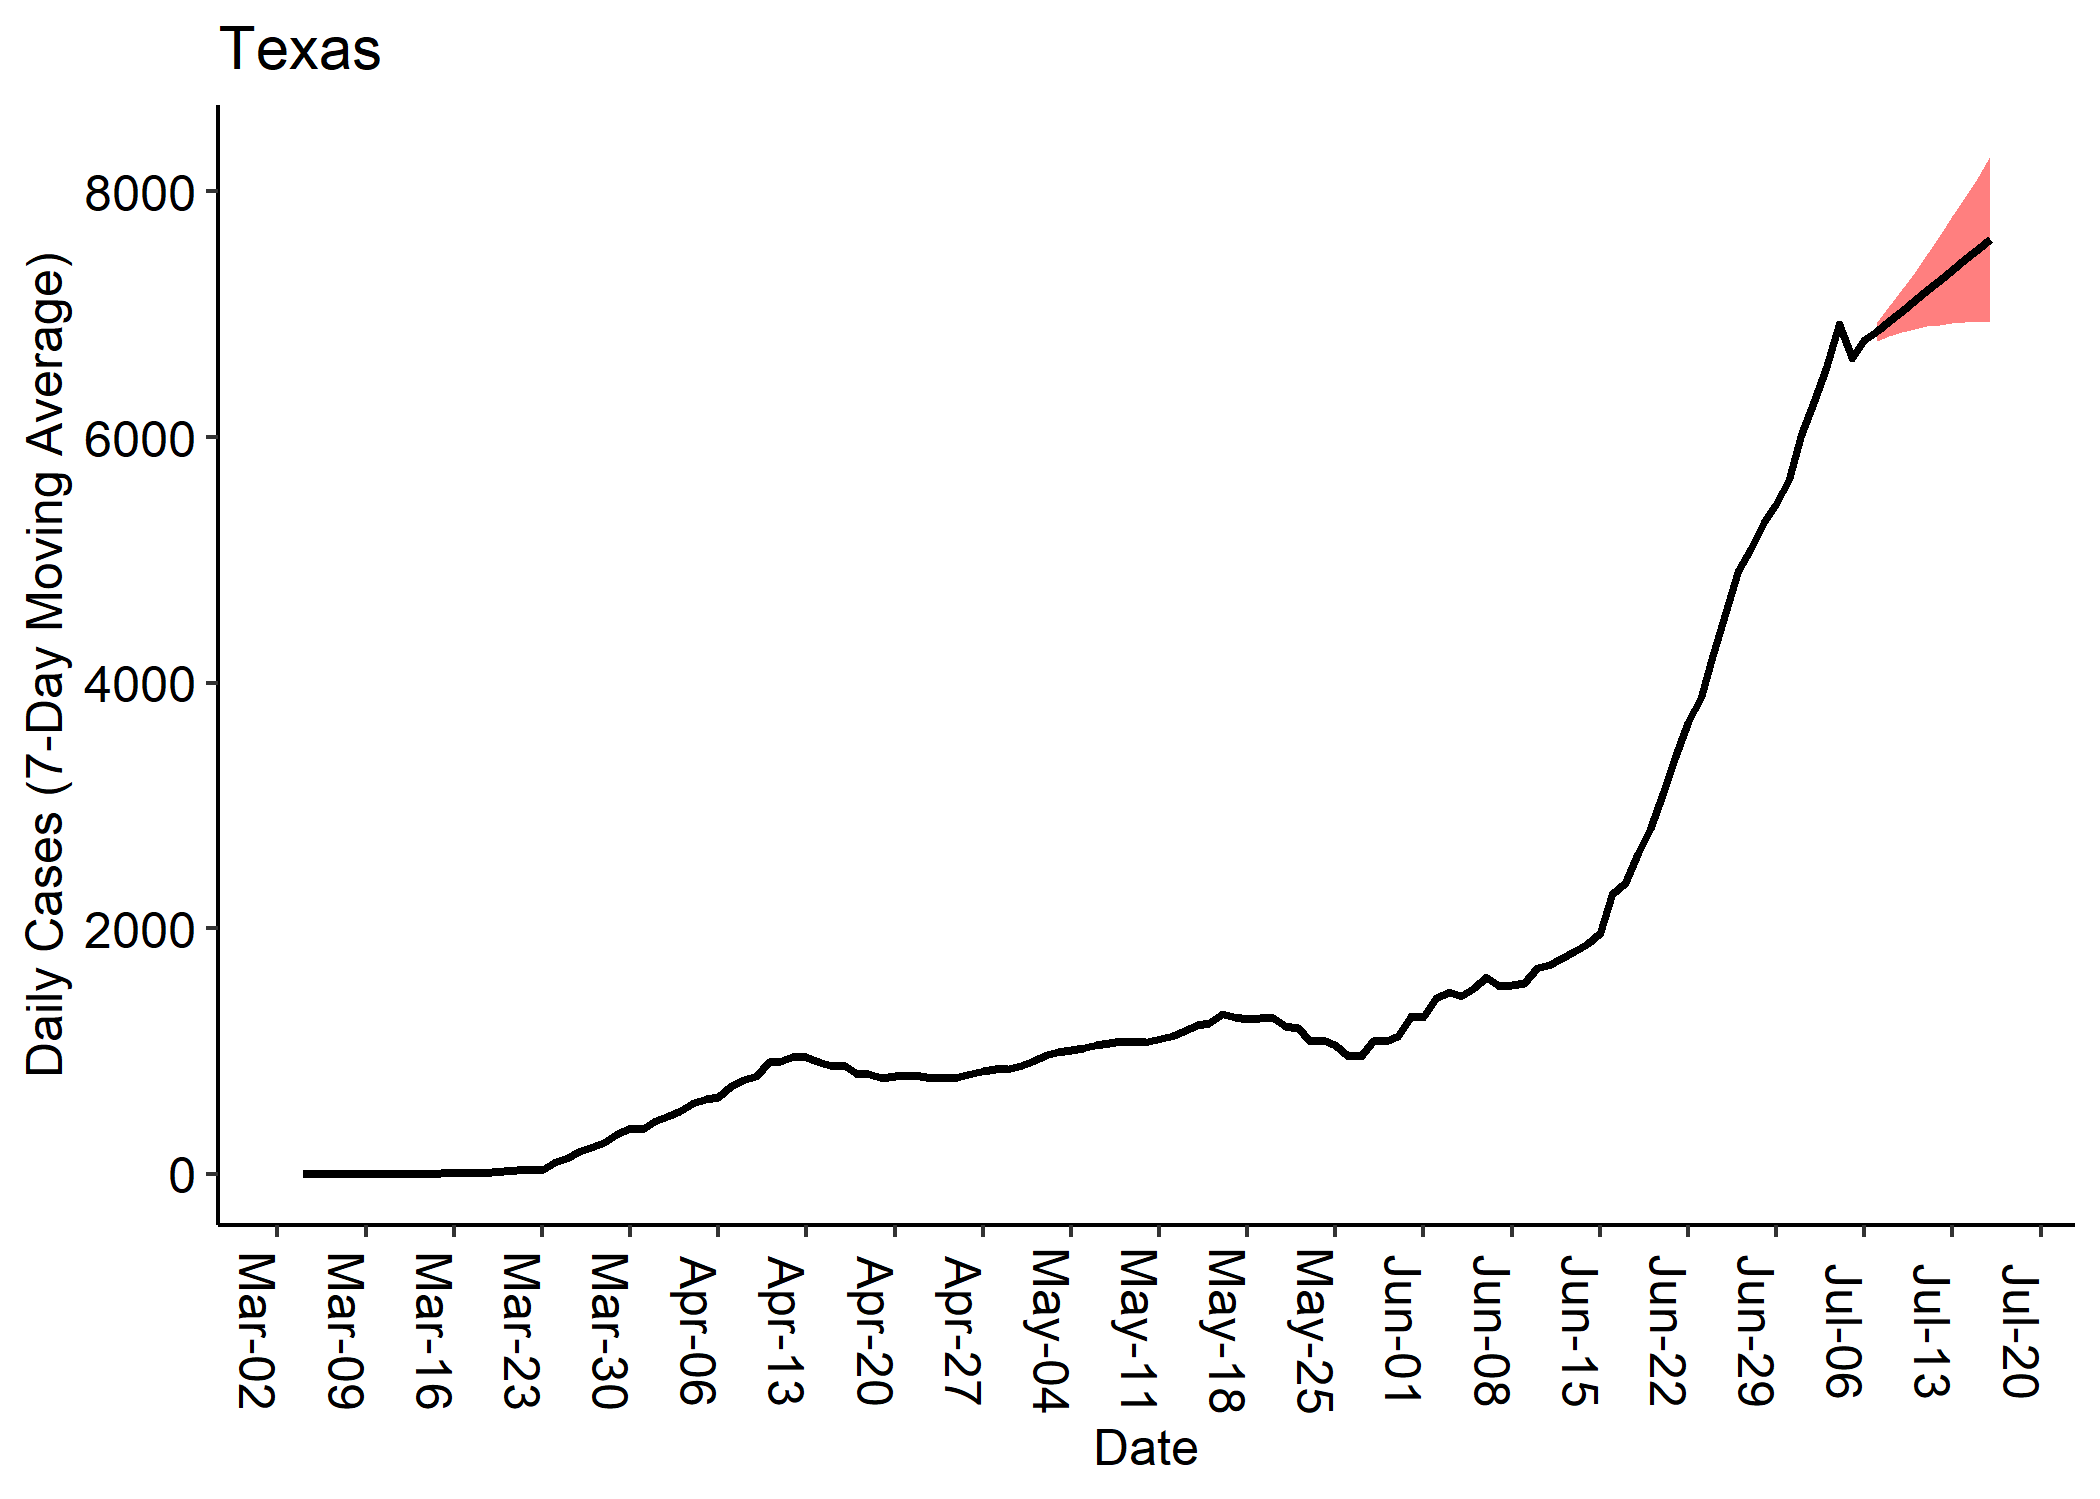 Texas
Daily Cases (7-Day Moving Average)
8000
6000
4000
2000
0
Mar-02
Mar-09
Mar-16
Mar-23
Mar-30
Apr-06
Apr-13
Apr-20
Apr-27
May-04
May-11
May-18
May-25
Jun-01
Jun-08
Jun-15
Jun-22
Jun-29
Jul-06
Jul-13
Jul-20
Date